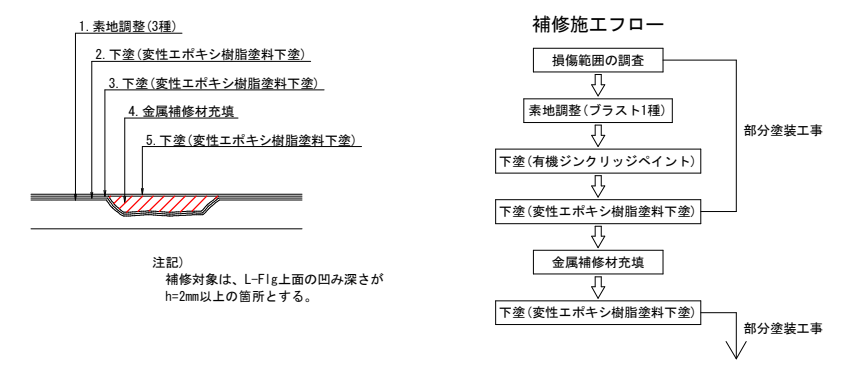 1.素地調整(3種)
2.下塗(変性エポキシ樹脂塗料下塗)
3.下塗(変性エポキシ樹脂塗料下塗)
4.金属補修材充填
5.下塗(変性エポキシ樹脂塗料下塗)
注記)
補修対象は、L-Flg上面の凹み深さが
h=2mm以上の箇所とする。
補修施工フロー
損傷範囲の調査
素地調整(ブラスト1種)
下塗(有機ジンクリッジペイント)
下塗(変性エポキシ樹脂塗料下塗)
部分塗装工事
金属補修材充填
下塗(変性エポキシ樹脂塗料下塗)
部分塗装工事